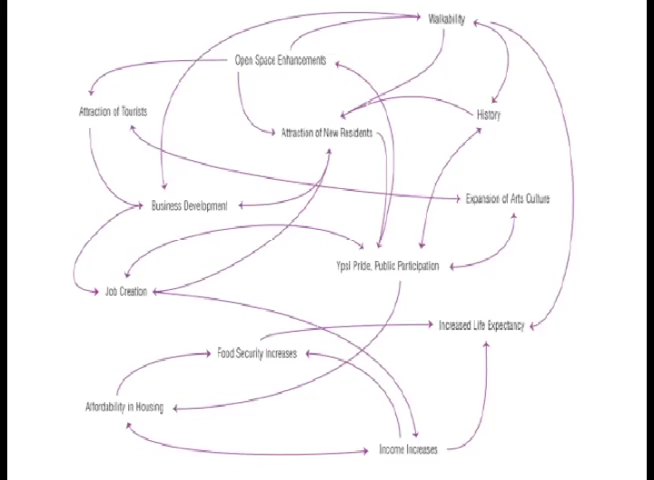 Walkability
Open Space Enhancements
Attraction of Tourists
History
Attraction of New Residents
Business Development
Expansion of Arts Culture
Ypsi Pride, Public Participation
Job Creation
Increased Life Expectancy
Food Security Increases
Affordability in Housing
Income Increases